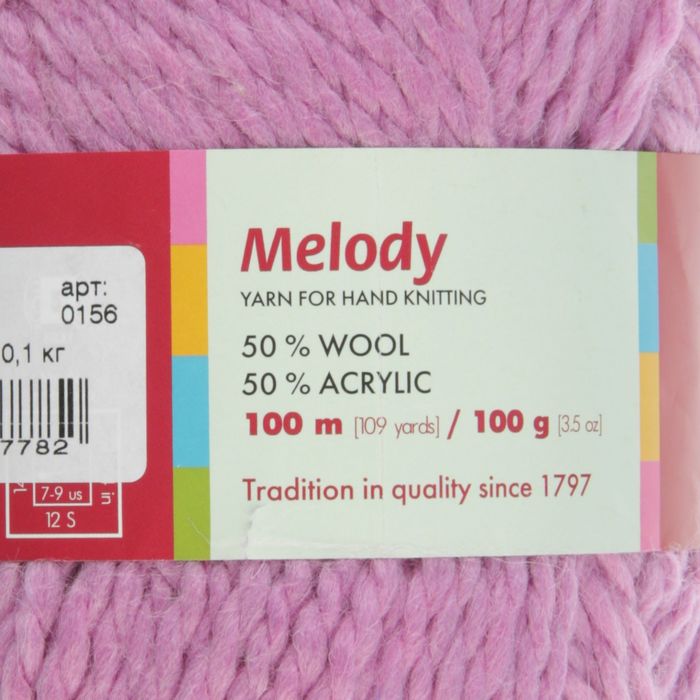 арт:
0156
0,1 кг
7782
7-9 us
12 S
Melody
YARN FOR HAND KNITTING
50 % WOOL
50 % ACRYLIC
100 m [109 yards] / 100 g [3.5 oz]
Tradition in quality since 1797